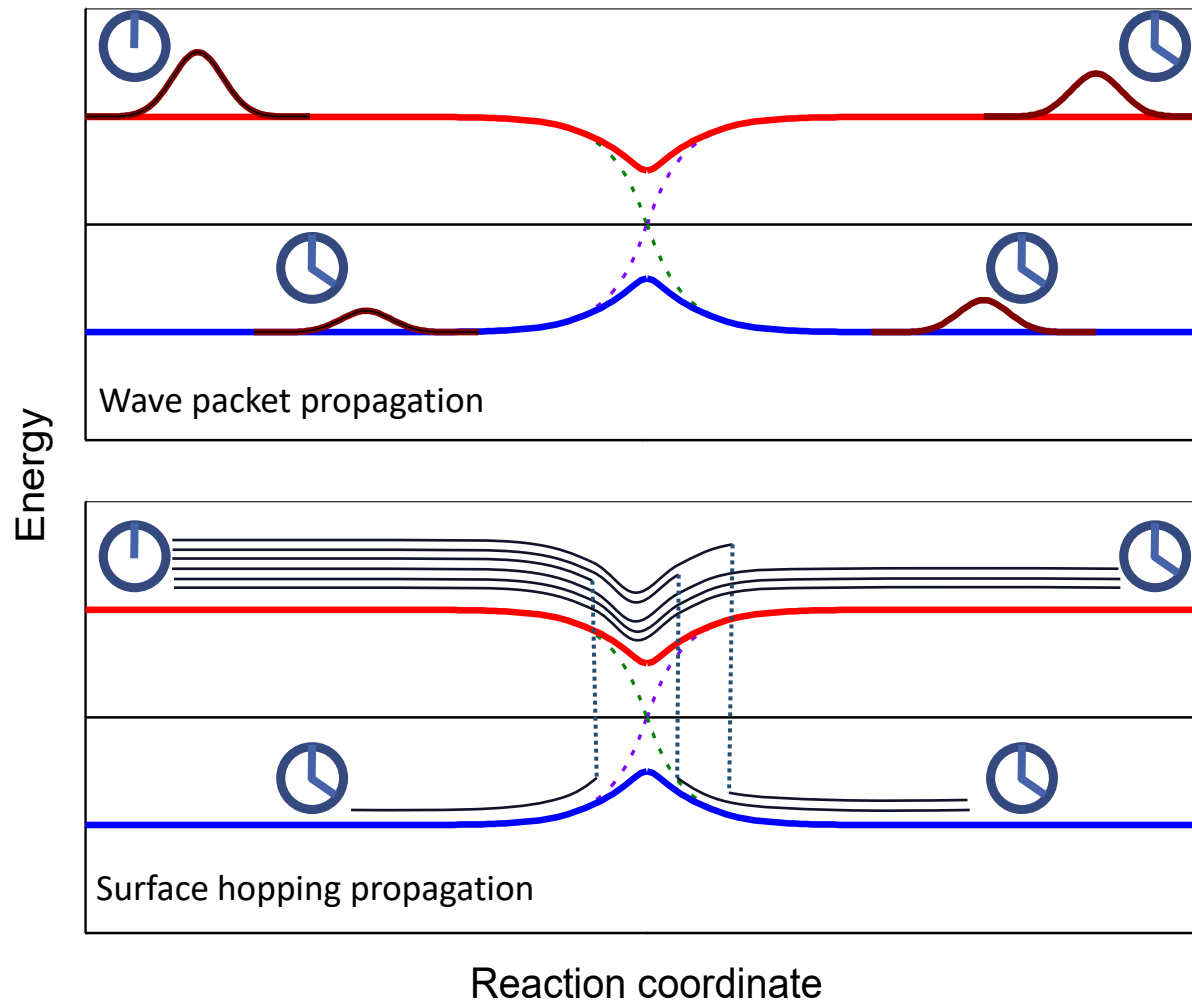 Energy
Wave packet propagation
Surface hopping propagation
Reaction coordinate